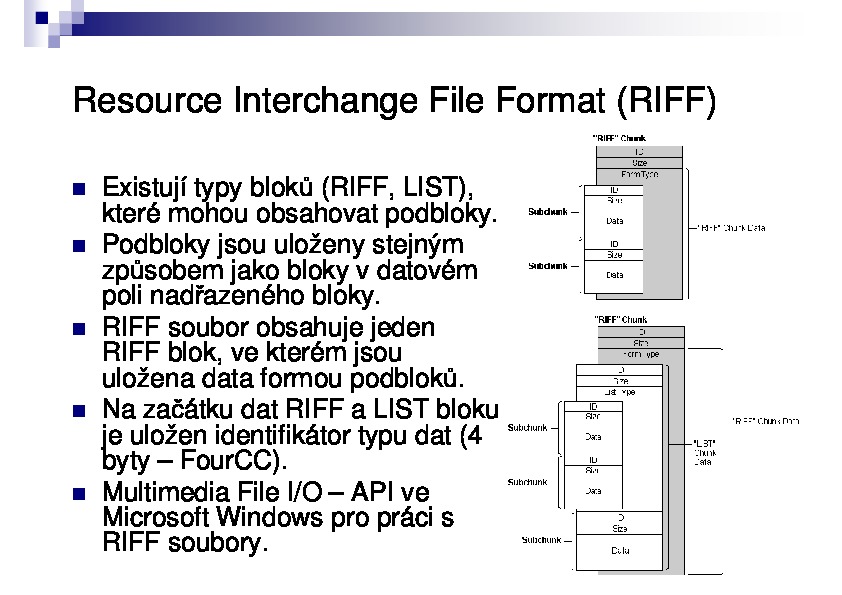 Resource Interchange File Format (RIFF)
Existují typy bloků (RIFF, LIST),
které mohou obsahovat podbloky.
Podbloky jsou uloženy stejným
způsobem jako bloky v datovém
poli nadřazeného bloky.
RIFF soubor obsahuje jeden
RIFF blok, ve kterém jsou
uložena data formou podbloků.
Na začátku dat RIFF a LIST bloku
je uložen identifikátor typu dat (4
byty – FourCC).
Multimedia File I/O – API ve
Microsoft Windows pro práci s
RIFF soubory.
"RIFF" Chunk
ID
Size
FormType
ID
Size
Subchunk
Data
"RIFF" Chunk Data
ID
Size
Subchunk
Data
"RIFF" Chunk
ID
Size
FormType
ID
Size
List Type
ID
Size
Subchunk
Data
"RIFF" Chunk Data
"LIST"
Chunk
Data
ID
Size
Subchunk
Data
ID
Size
Subchunk
Data